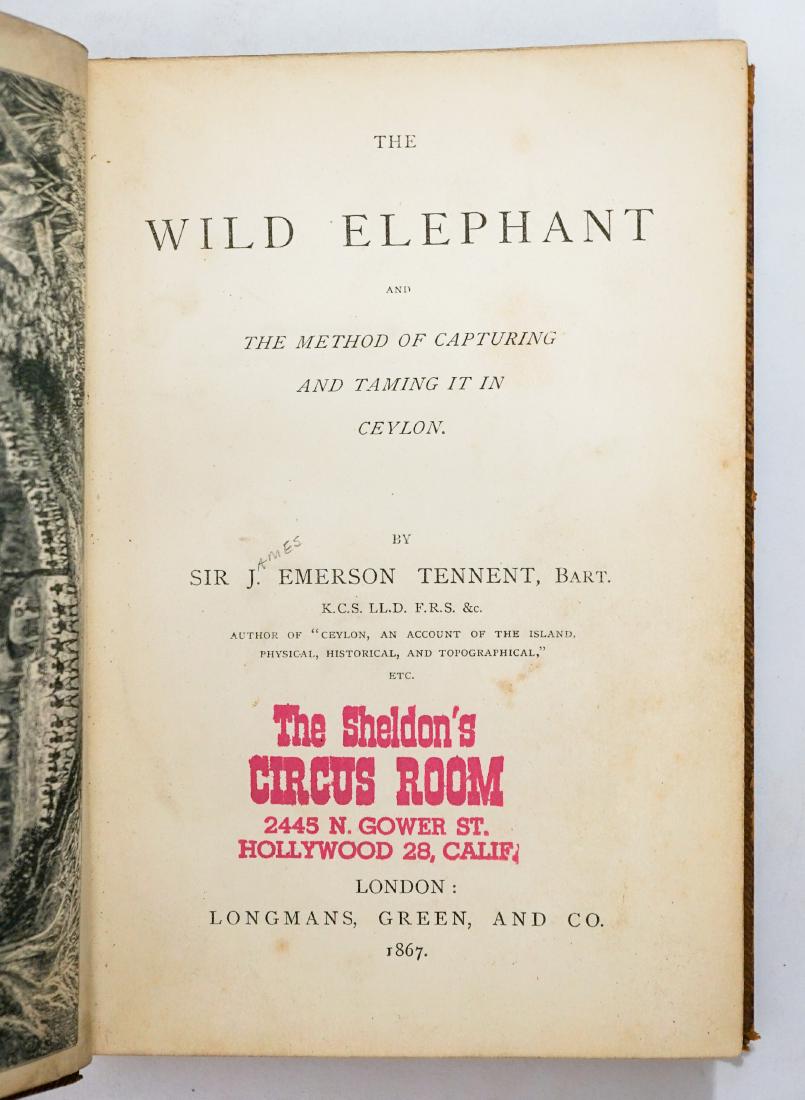 THE
WILD ELEPHANT
AND
THE METHOD OF CAPTURING
AND TAMING IT IN
CEYLON.
BY
AMES
SIR J. EMERSON TENNENT, BART.
K.C.S. LL.D. F.R.S. &c.
AUTHOR OF “CEYLON, AN ACCOUNT OF THE ISLAND,
PHYSICAL, HISTORICAL, AND TOPOGRAPHICAL,”
ETC.
The Sheldon's
CIRCUS ROOM
2445 N. GOWER ST.
HOLLYWOOD 28, CALIF.
LONDON :
LONGMANS, GREEN, AND CO.
1867.